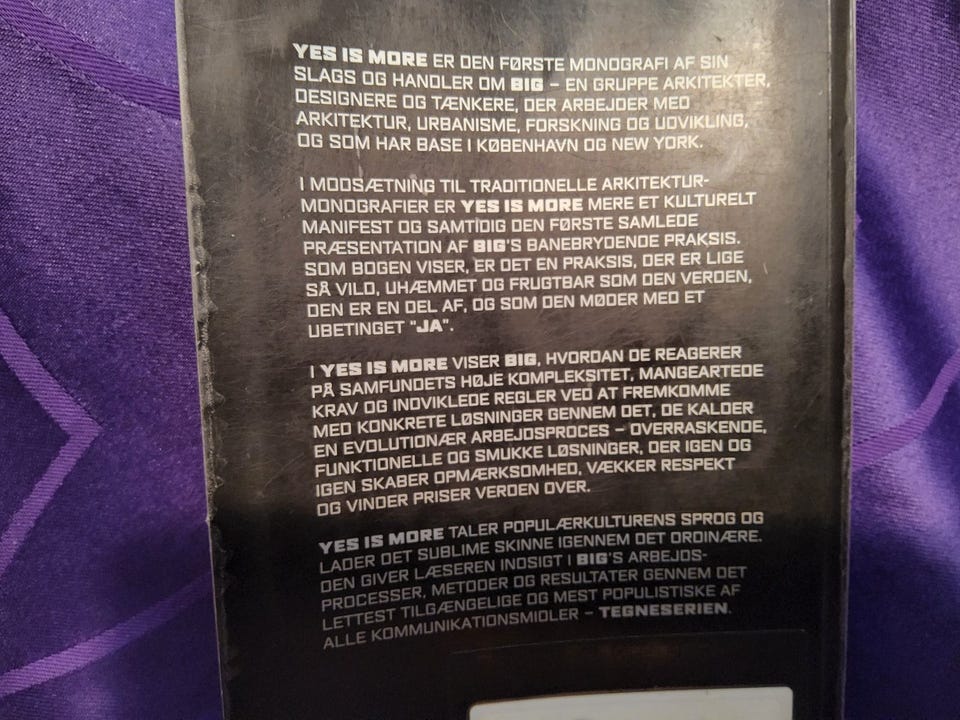 YES IS MORE ER DEN FØRSTE MONOGRAFI AF SIN
SLAGS OG HANDLER OM BIG – EN GRUPPE ARKITEKTER,
DESIGNERE OG TÆNKERE, DER ARBEJDER MED
ARKITEKTUR, URBANISME, FORSKNING OG UDVIKLING,
OG SOM HAR BASE I KØBENHAVN OG NEW YORK.
I MODSÆTNING TIL TRADITIONELLE ARKITEKTUR-
MONOGRAFIER ER YES IS MORE MERE ET KULTURELT
MANIFEST OG SAMTIDIG DEN FØRSTE SAMLEDE
PRÆSENTATION AF BIG'S BANEBRYDENDE PRAKSIS.
SOM BOGEN VISER, ER DET EN PRAKSIS, DER ER LIGE
SÅ VILD, UHÆMMET OG FRUGTBAR SOM DEN VERDEN,
DEN ER EN DEL AF, OG SOM DEN MØDER MED ET
UBETINGET "JA".
I YES IS MORE VISER BIG, HVORDAN DE REAGERER
PÅ SAMFUNDETS HØJE KOMPLEKSITET, MANGEARTEDE
KRAV OG INDVIKLEDE REGLER VED AT FREMKOMME
MED KONKRETE LØSNINGER GENNEM DET, DE KALDER
EN EVOLUTIONÆR ARBEJDSPROCES – OVERRASKENDE,
FUNKTIONELLE OG SMUKKE LØSNINGER, DER IGEN OG
IGEN SKABER OPMÆRKSOMHED, VÆKKER RESPEKT
OG VINDER PRISER VERDEN OVER.
YES IS MORE TALER POPULÆRKULTURENS SPROG OG
LADER DET SUBLIME SKINNE IGENNEM DET ORDINÆRE.
DEN GIVER LÆSEREN INDSIGT I BIG'S ARBEJDS-
PROCESSER, METODER OG RESULTATER GENNEM DET
LETTEST TILGÆNGELIGE OG MEST POPULISTISKE AF
ALLE KOMMUNIKATIONSMIDLER – TEGNESERIEN.